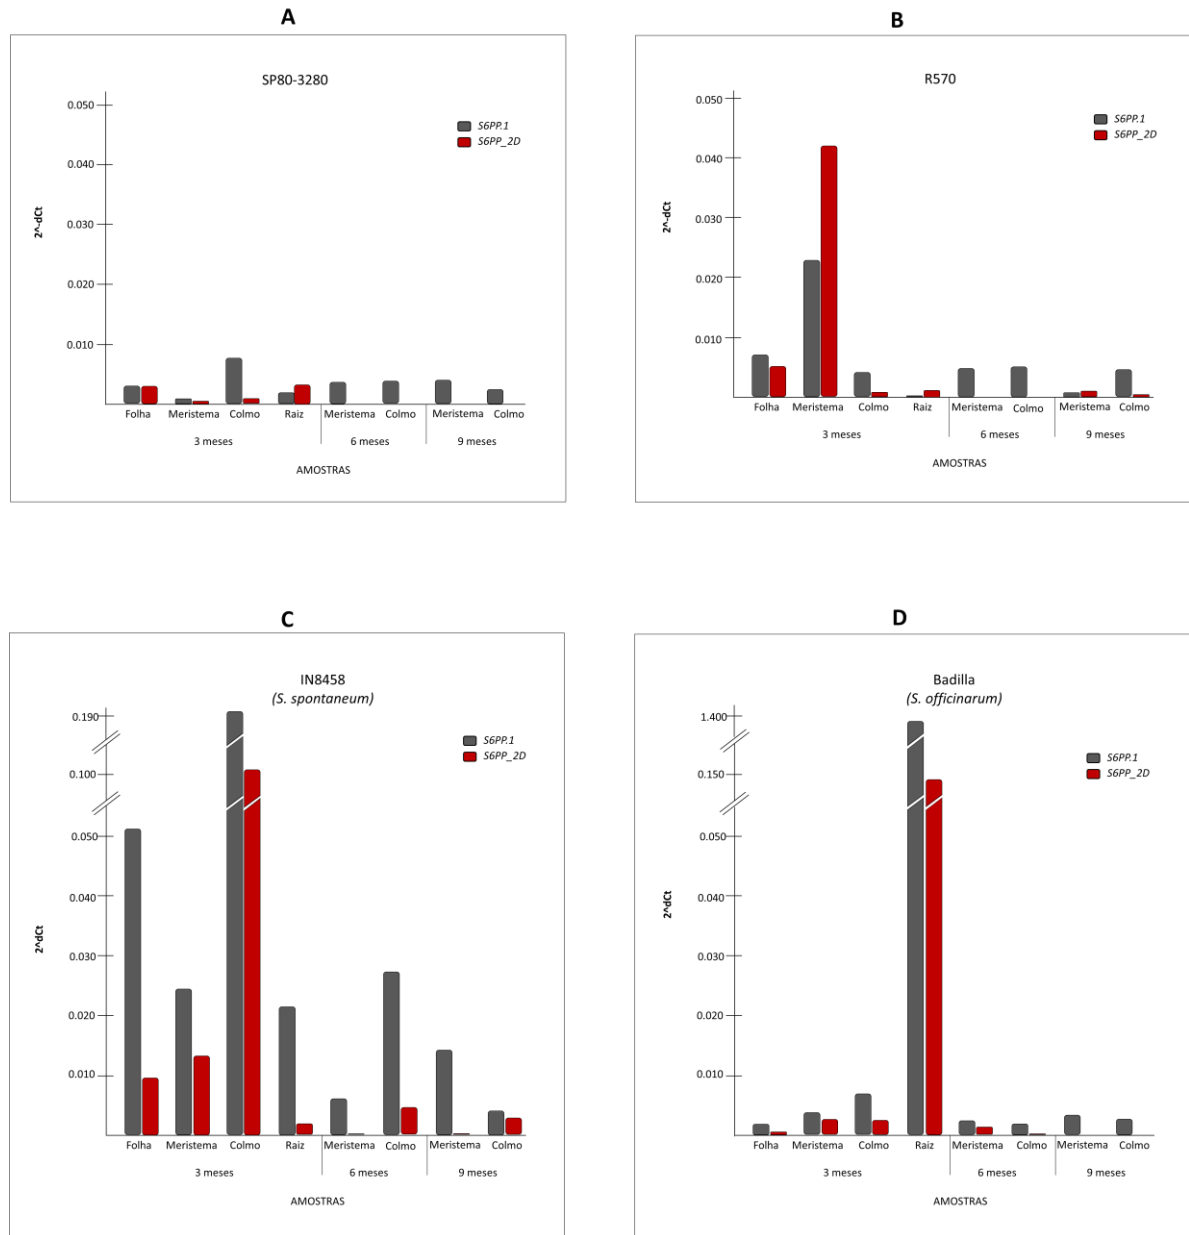 A
SP80-3280
S6PP.1
S6PP_2D
0.050
0.040
0.030
0.020
0.010
2^-dCt
Folha Meristema Colmo Raiz Meristema Colmo Meristema Colmo
3 meses 6 meses 9 meses
AMOSTRAS
B
R570
S6PP.1
S6PP_2D
0.050
0.040
0.030
0.020
0.010
2^-dCt
Folha Meristema Colmo Raiz Meristema Colmo Meristema Colmo
3 meses 6 meses 9 meses
AMOSTRAS
C
IN8458
(S. spontaneum)
S6PP.1
S6PP_2D
0.190
0.100
0.050
0.040
0.030
0.020
0.010
2^dCt
Folha Meristema Colmo Raiz Meristema Colmo Meristema Colmo
3 meses 6 meses 9 meses
AMOSTRAS
D
Badilla
(S. officinarum)
S6PP.1
S6PP_2D
1.400
0.150
0.050
0.040
0.030
0.020
0.010
2^dCt
Folha Meristema Colmo Raiz Meristema Colmo Meristema Colmo
3 meses 6 meses 9 meses
AMOSTRAS